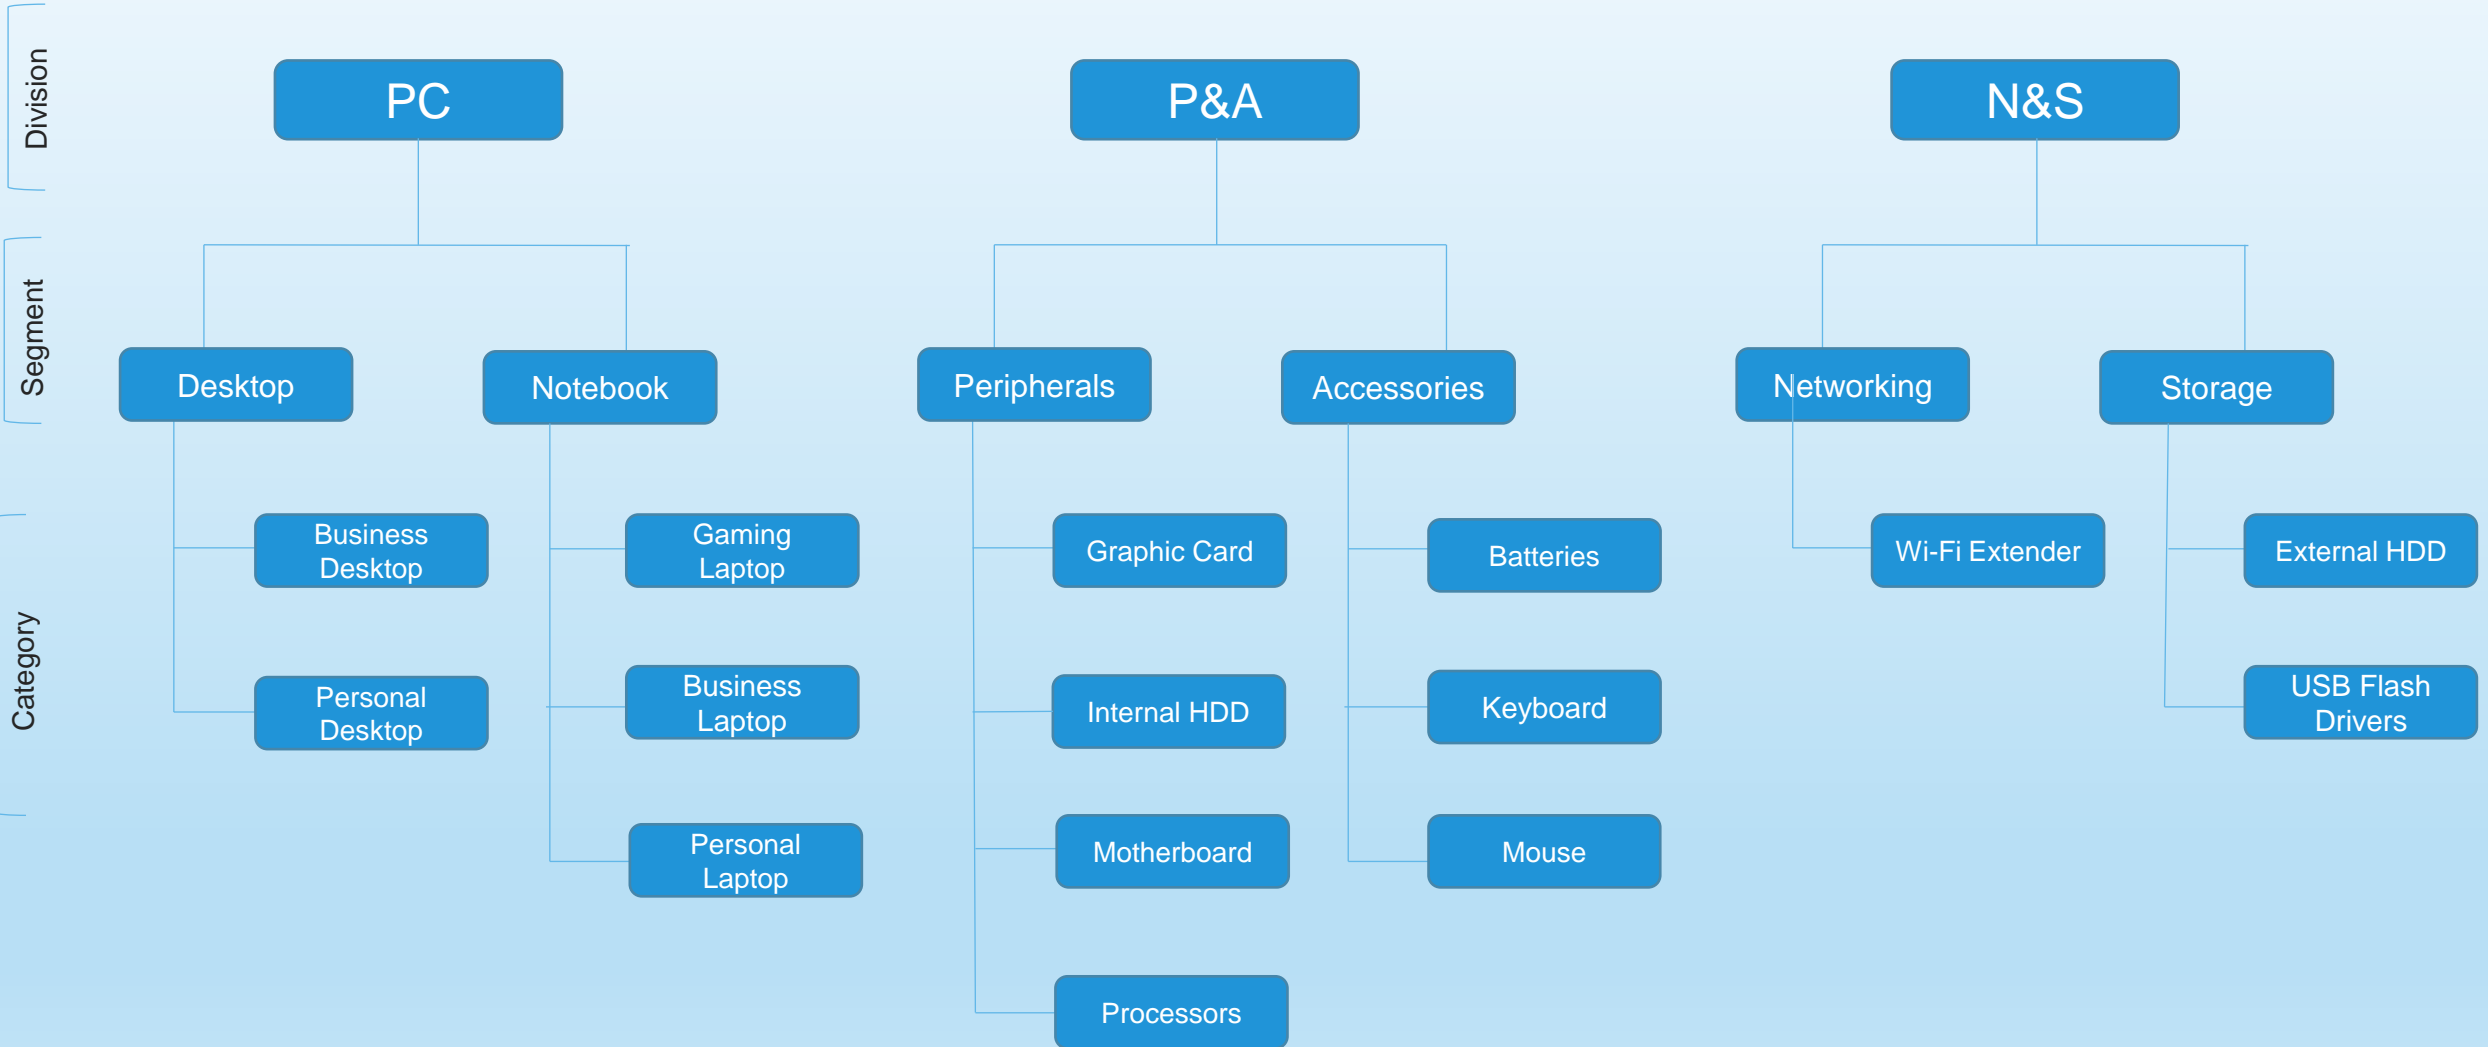 Division
PC
P&A
N&S
Segment
Desktop
Notebook
Peripherals
Accessories
Networking
Storage
Category
Business
Desktop
Gaming
Laptop
Graphic Card
Batteries
Wi-Fi Extender
External HDD
Personal
Desktop
Business
Laptop
Internal HDD
Keyboard
USB Flash
Drivers
Personal
Laptop
Motherboard
Mouse
Processors